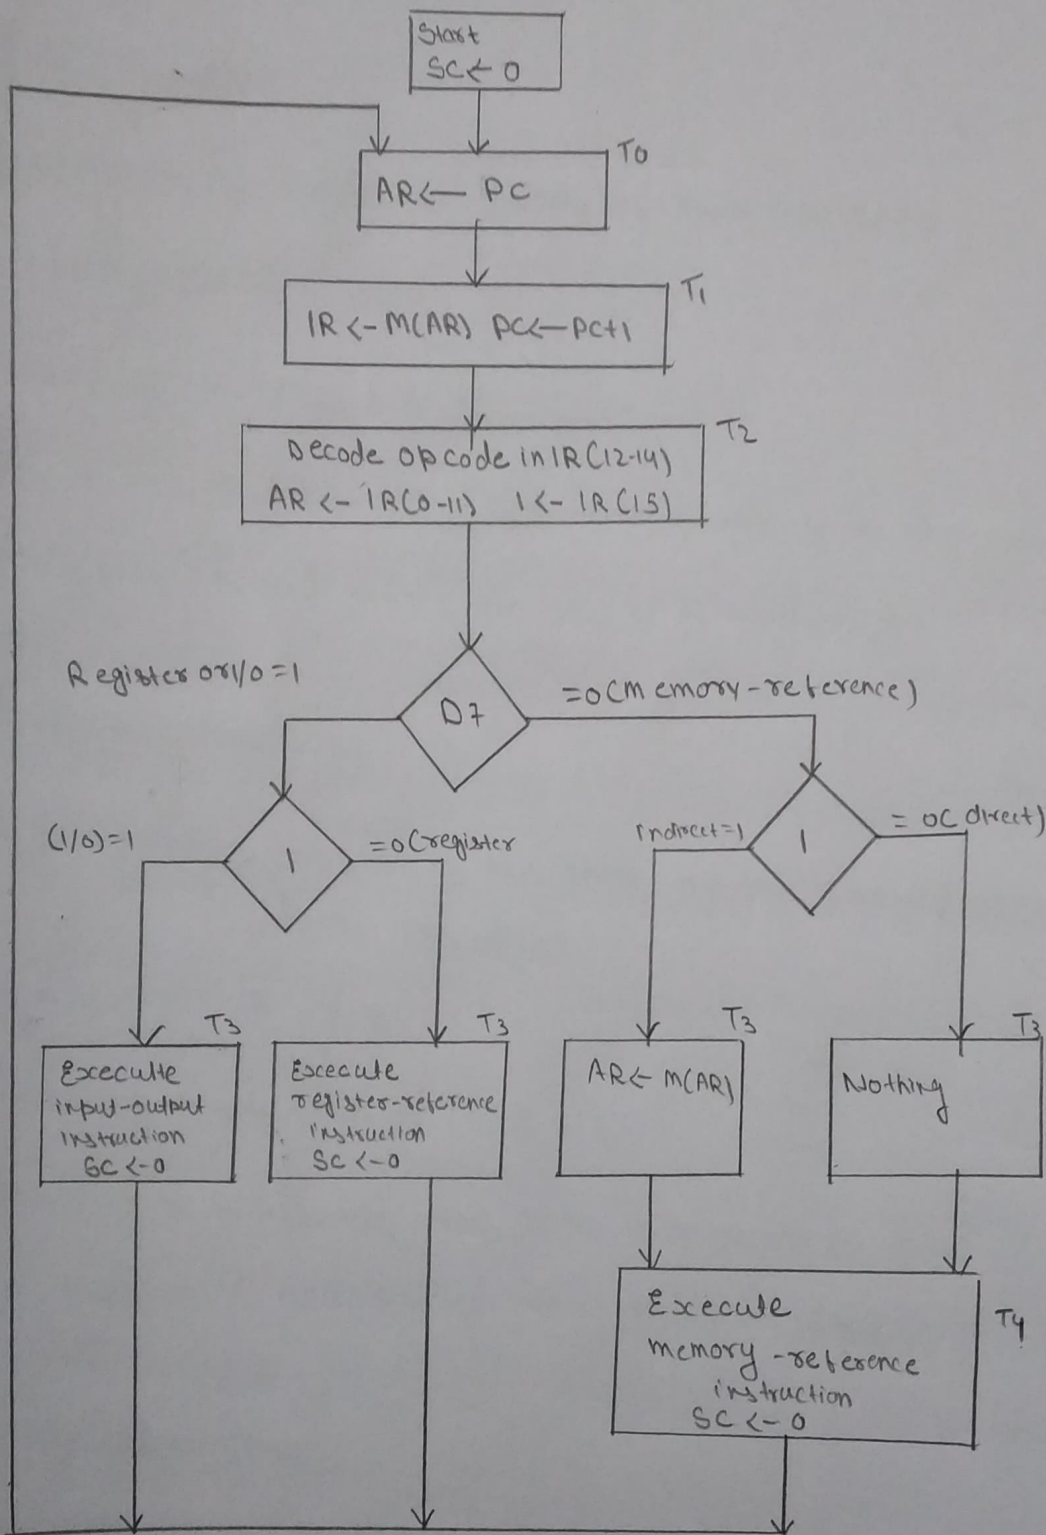 Start
SC ← 0
T0
AR ← PC
T1
IR <- M(AR) PC ← PC+1
T2
Decode opcode in IR(12-14)
AR <- IR(0-11) I <- IR(15)
Register or I/0 = 1
D7
=0(memory-reference)
(I/0)=1
I
=0(register
indirect=1
I
= 0(direct)
T3
T3
T3
T3
Execulte
input-output
instruction
SC <- 0
Execute
register-reference
instruction
SC <- 0
AR ← M(AR)
Nothing
Execute
memory-reference
instruction
SC <- 0
T4